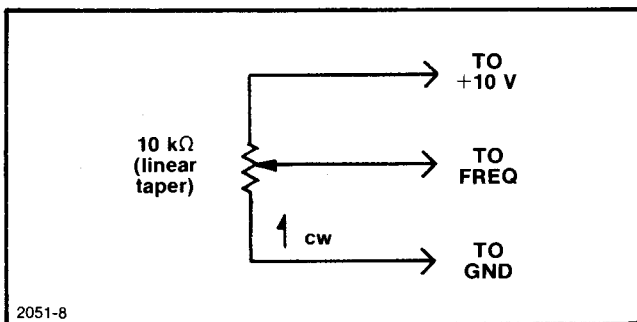 TO
+10 V
10 kΩ
(linear
taper)
TO
FREQ
cw
TO
GND
2051-8